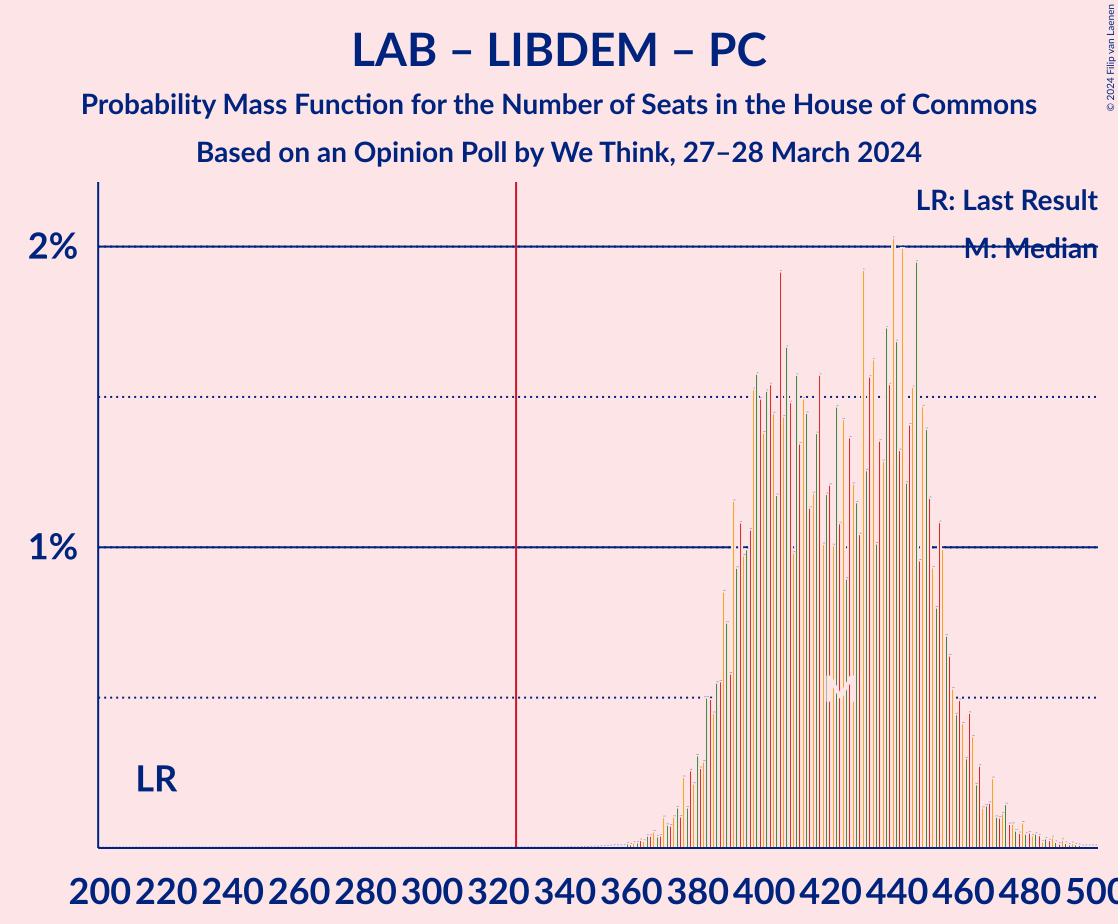 LAB – LIBDEM – PC
Probability Mass Function for the Number of Seats in the House of Commons
Based on an Opinion Poll by We Think, 27–28 March 2024
© 2024 Filip van Laenen
LR: Last Result
M: Median
2%
1%
M
LR
200 220 240 260 280 300 320 340 360 380 400 420 440 460 480 500